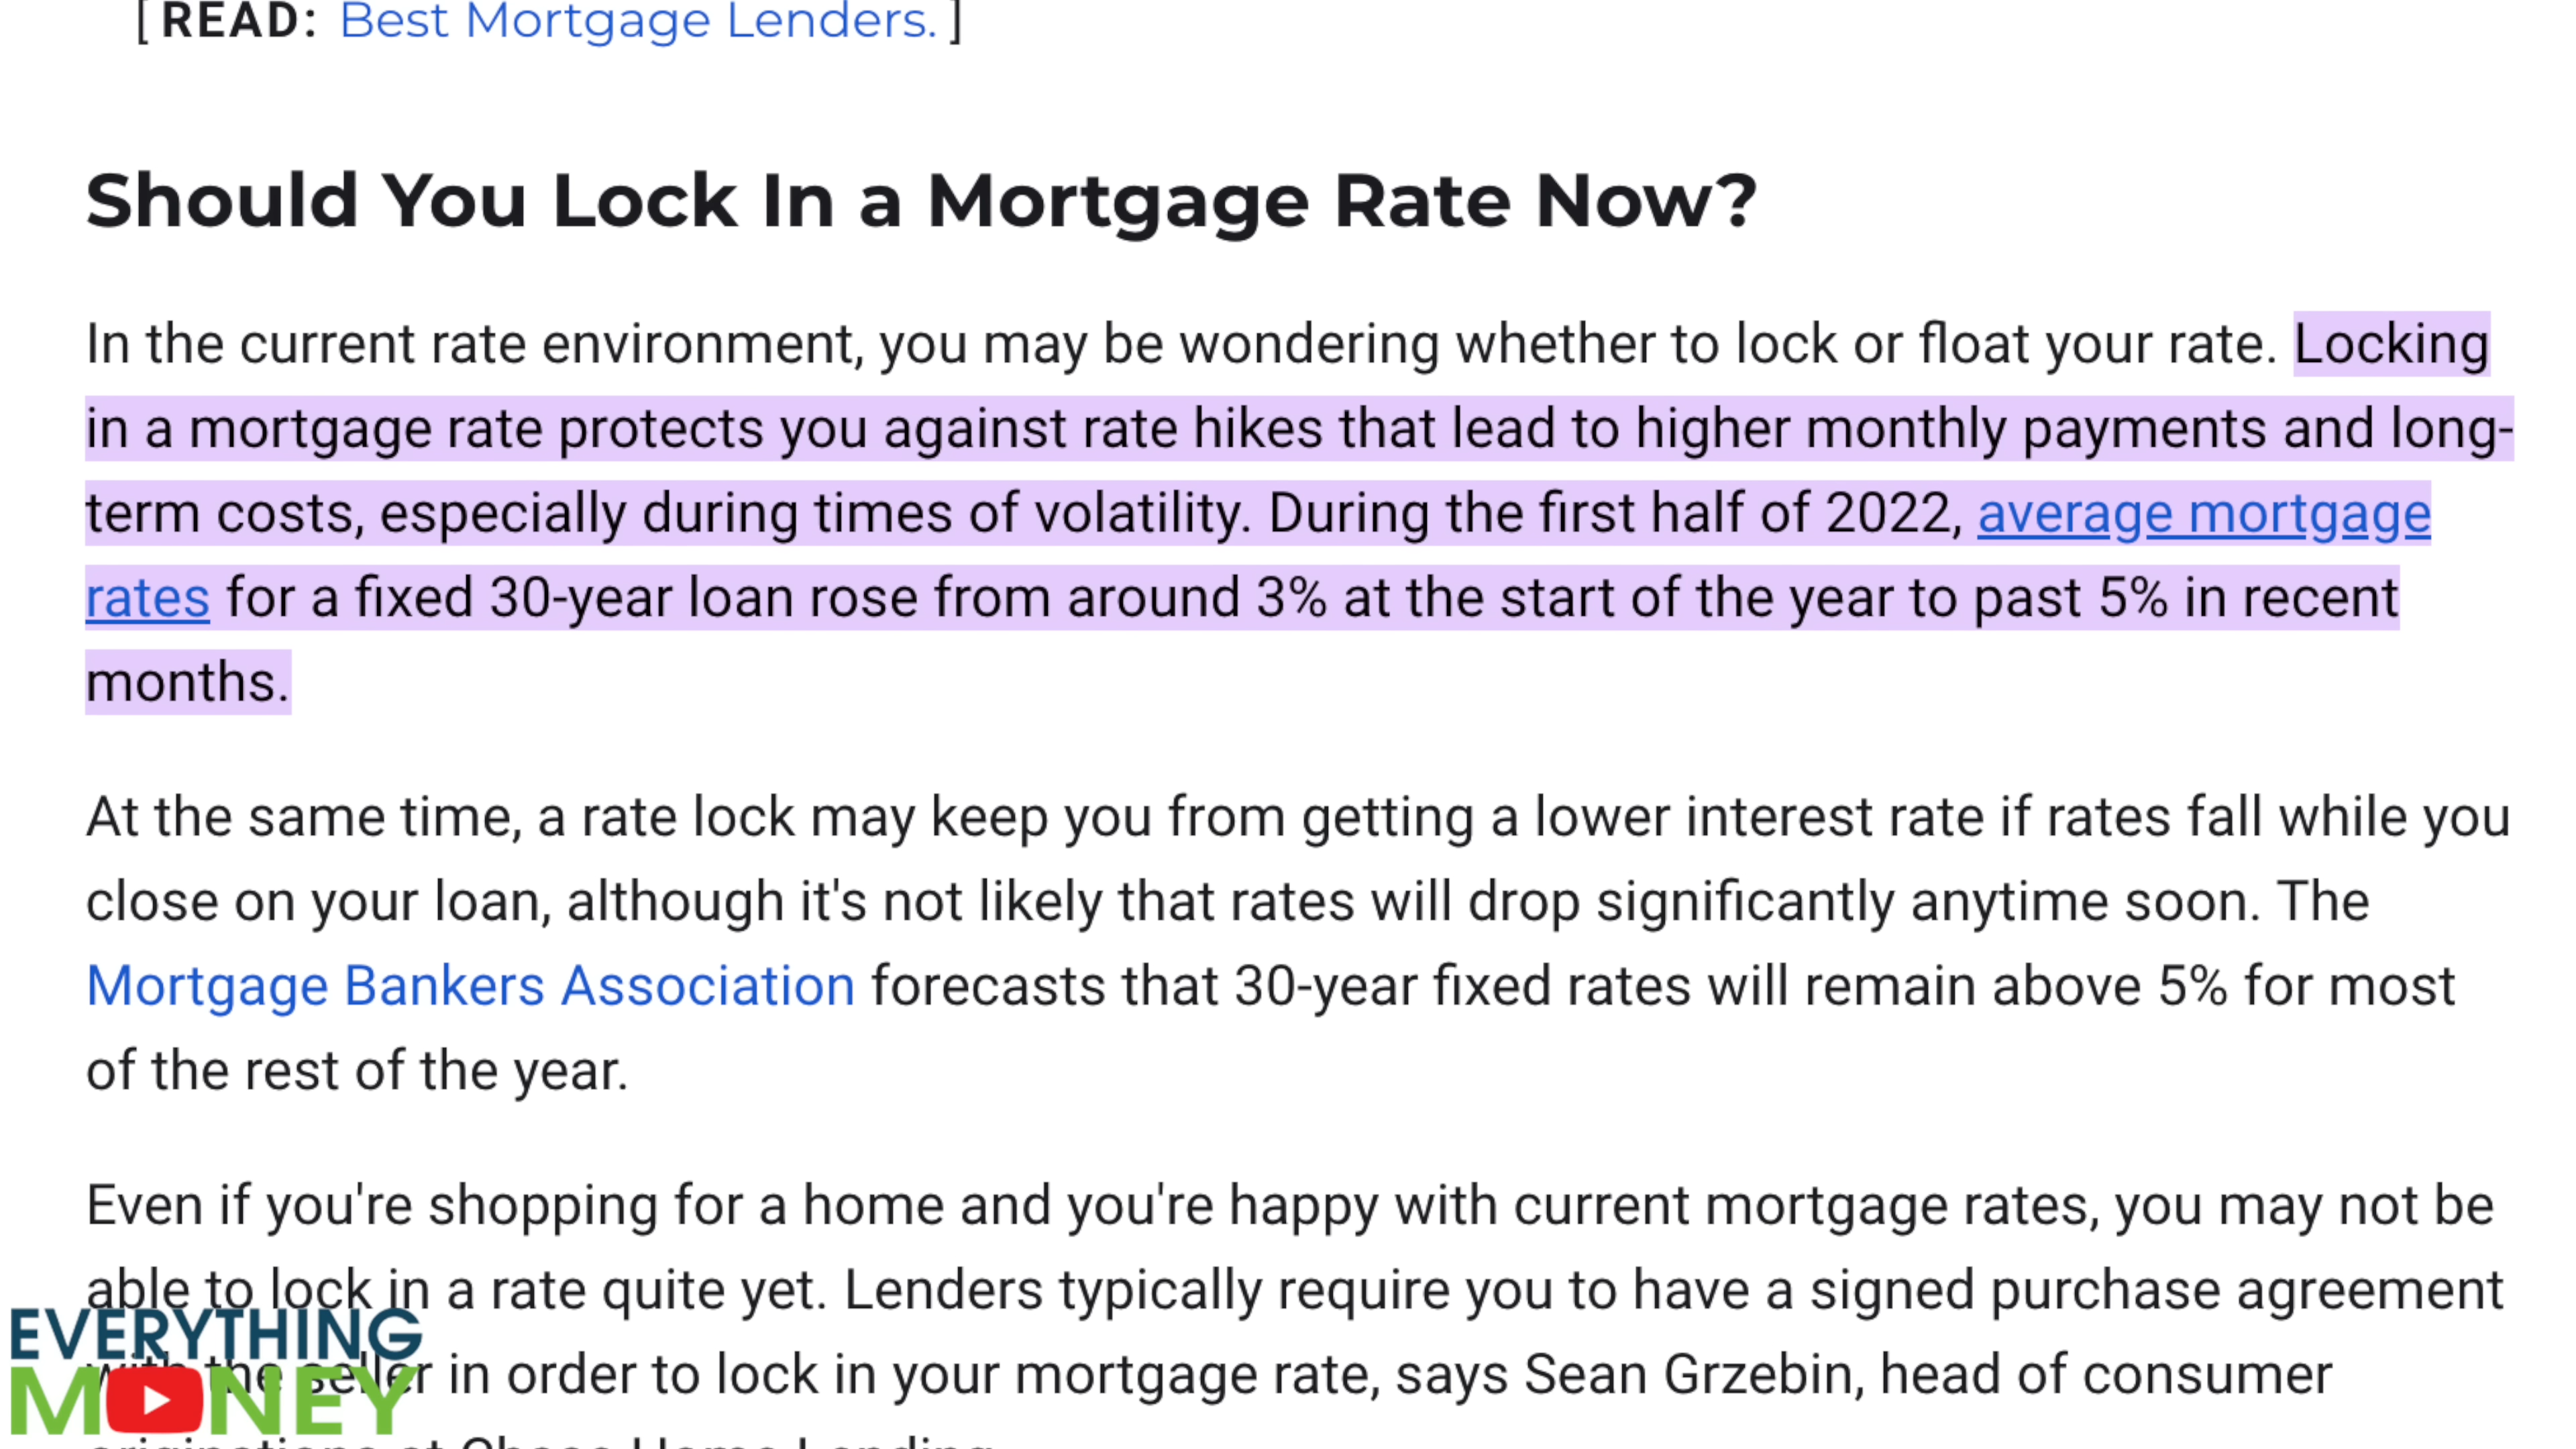 [ READ: Best Mortgage Lenders. ]
Should You Lock In a Mortgage Rate Now?
In the current rate environment, you may be wondering whether to lock or float your rate. Locking
in a mortgage rate protects you against rate hikes that lead to higher monthly payments and long-
term costs, especially during times of volatility. During the first half of 2022, average mortgage
rates for a fixed 30-year loan rose from around 3% at the start of the year to past 5% in recent
months.
At the same time, a rate lock may keep you from getting a lower interest rate if rates fall while you
close on your loan, although it's not likely that rates will drop significantly anytime soon. The
Mortgage Bankers Association forecasts that 30-year fixed rates will remain above 5% for most
of the rest of the year.
Even if you're shopping for a home and you're happy with current mortgage rates, you may not be
able to lock in a rate quite yet. Lenders typically require you to have a signed purchase agreement
with the seller in order to lock in your mortgage rate, says Sean Grzebin, head of consumer
originations at Chase Home Lending.
EVERYTHING
MONEY